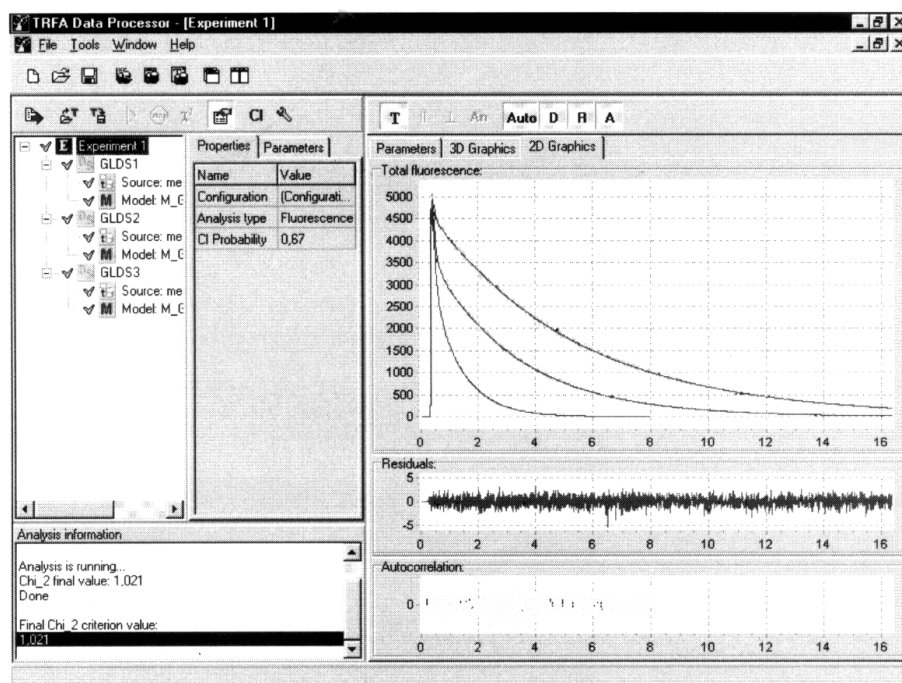 TRFA Data Processor - [Experiment 1]
File Tools Window Help
CI
T An Auto D R A
E Experiment 1
GLDS1
Source: me
M Model: M_G
GLDS2
Source: me
M Model: M_G
GLDS3
Source: me
M Model: M_G
Properties Parameters
Name Value
Configuration (Configurati...
Analysis type Fluorescence
CI Probability 0,67
Parameters 3D Graphics 2D Graphics
Total fluorescence:
5000
4500
4000
3500
3000
2500
2000
1500
1000
500
0
0 2 4 6 8 10 12 14 16
Residuals:
5
0
-5
0 2 4 6 8 10 12 14 16
Autocorrelation:
0
0 2 4 6 8 10 12 14 16
Analysis information
Analysis is running...
Chi_2 final value: 1,021
Done
Final Chi_2 criterion value:
1,021